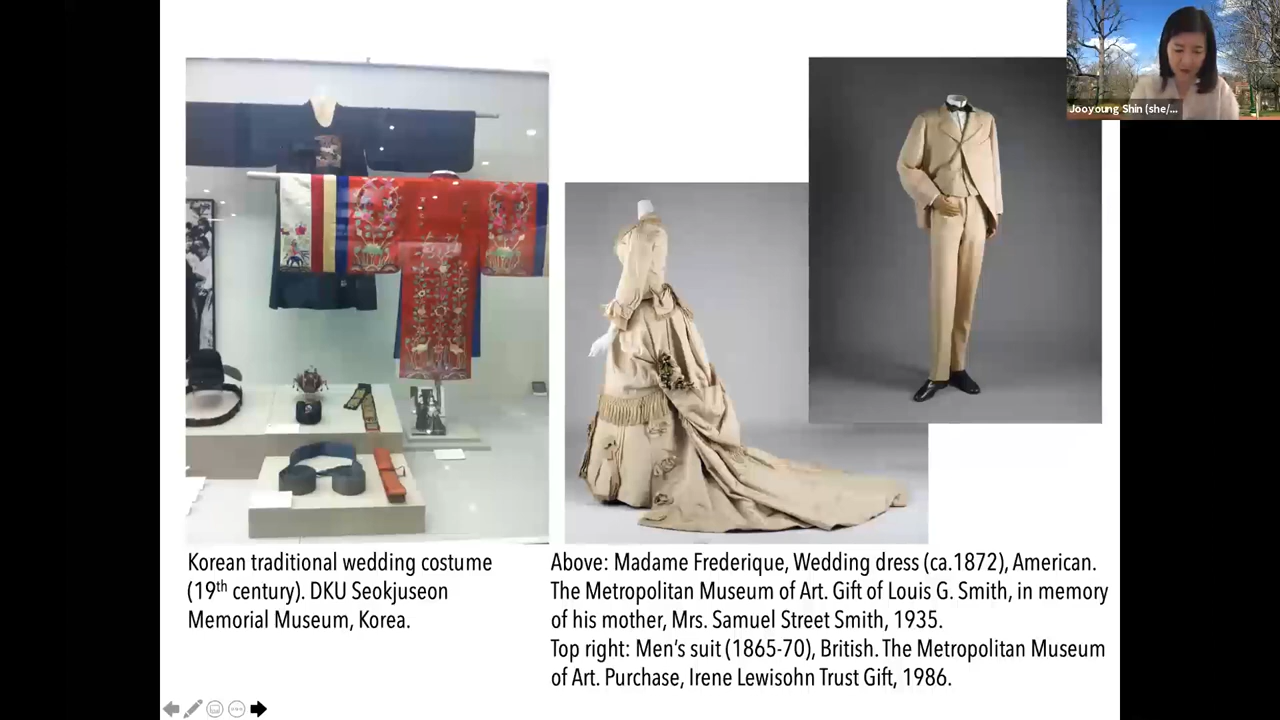 Jooyoung Shin (she/...
Korean traditional wedding costume
(19th century). DKU Seokjuseon
Memorial Museum, Korea.
Above: Madame Frederique, Wedding dress (ca.1872), American.
The Metropolitan Museum of Art. Gift of Louis G. Smith, in memory
of his mother, Mrs. Samuel Street Smith, 1935.
Top right: Men's suit (1865-70), British. The Metropolitan Museum
of Art. Purchase, Irene Lewisohn Trust Gift, 1986.